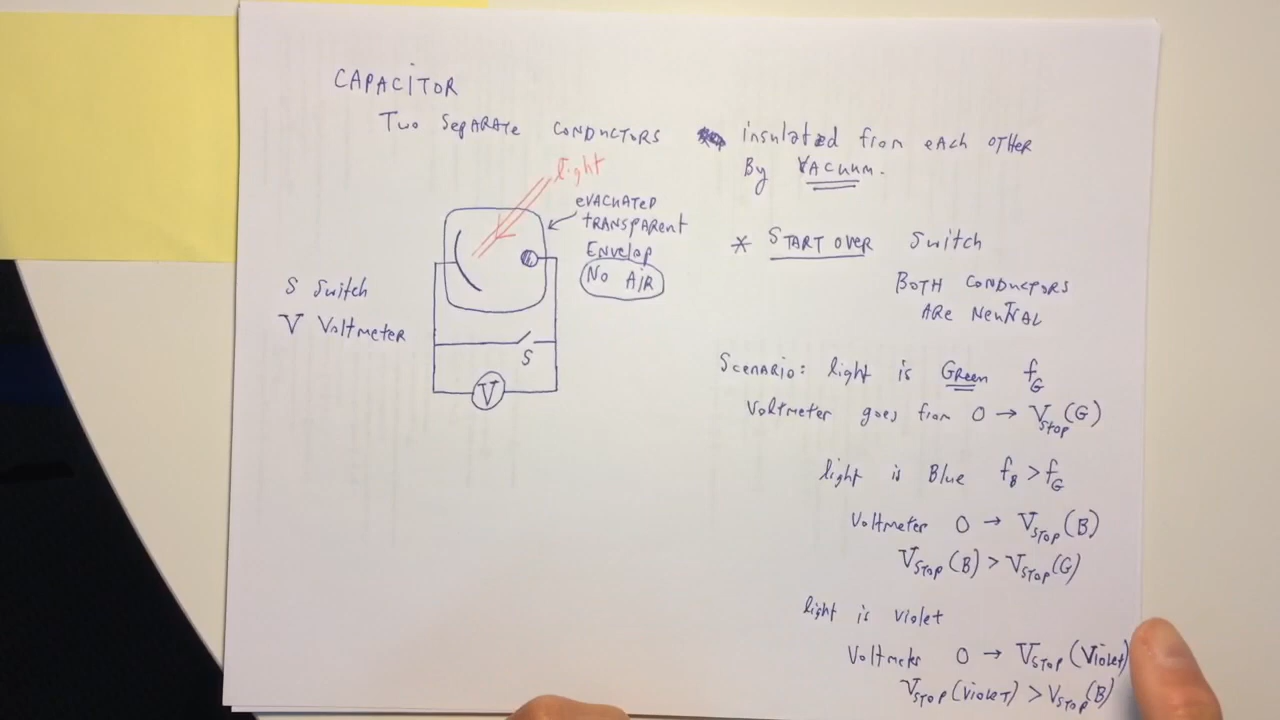 CAPACITOR
TWO SEPARATE CONDUCTORS insulated from each OTHER
By VACUUM.
light
EVACUATED
TRANSPARENT
ENVELOP
NO AIR
S Switch
V Voltmeter
S
V
* START OVER Switch
BOTH CONDUCTORS
ARE NEUTRAL
Scenario: light is Green f_G
Voltmeter goes from 0 → V_STOP(G)
light is Blue f_B > f_G
Voltmeter 0 → V_STOP(B)
V_STOP(B) > V_STOP(G)
light is violet
Voltmeter 0 → V_STOP(Violet)
V_STOP(violet) > V_STOP(B)